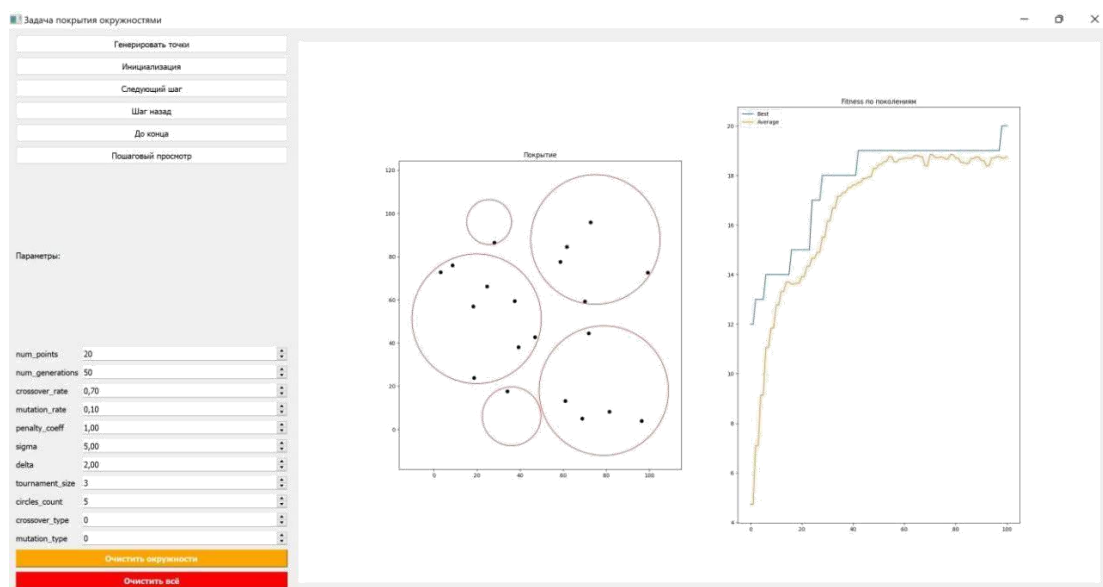 Задача покрытия окружностями
Генерировать точки
Инициализация
Следующий шаг
Шаг назад
До конца
Пошаговый просмотр
Параметры:
num_points 20
num_generations 50
crossover_rate 0,70
mutation_rate 0,10
penalty_coeff 1,00
sigma 5,00
delta 2,00
tournament_size 3
circles_count 5
crossover_type 0
mutation_type 0
Очистить окружности
Очистить всё
Покрытие
120
100
80
60
40
20
0
0 20 40 60 80 100
Fitness по поколениям
Best
Average
20
18
16
14
12
10
8
6
4
0 20 40 60 80 100